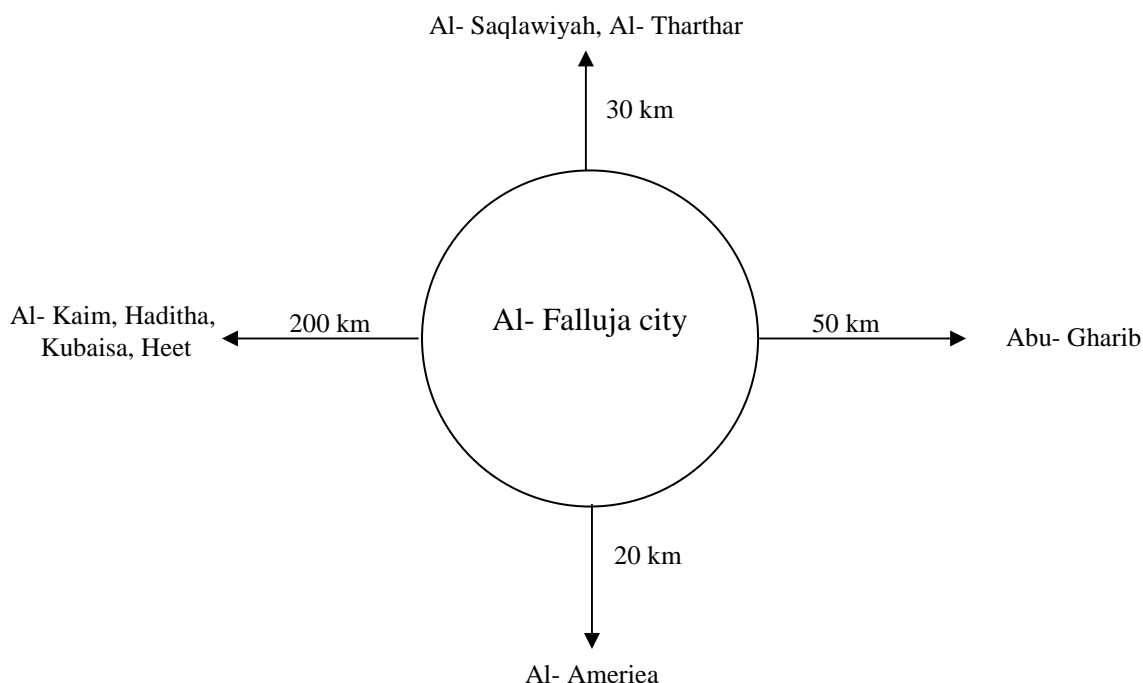 Al- Saqlawiyah, Al- Tharthar
30 km
Al- Kaim, Haditha,
Kubaisa, Heet
200 km
Al- Falluja city
50 km
Abu- Gharib
20 km
Al- Ameriea